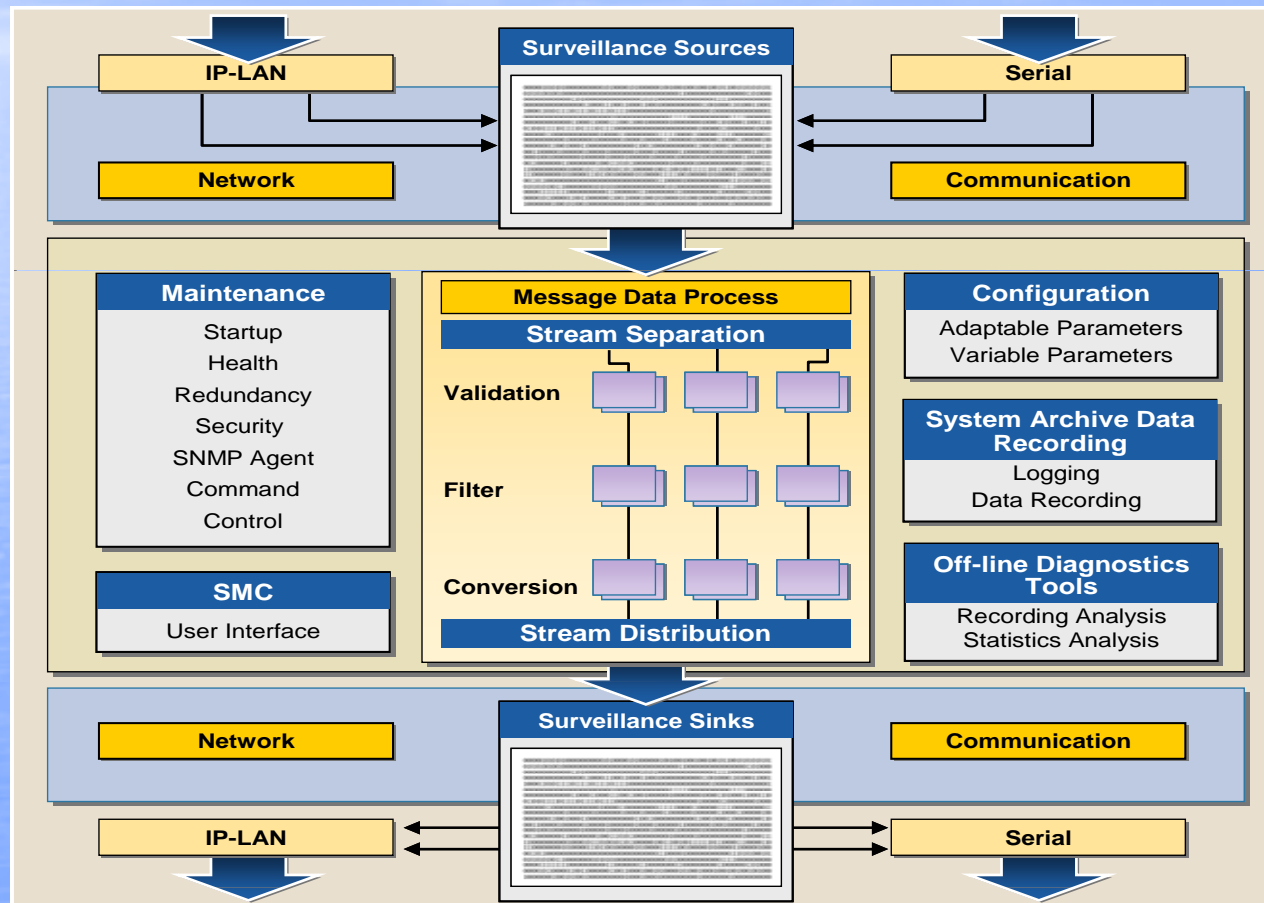 Surveillance Sources
IP-LAN
Serial
Network
Communication
Maintenance
Startup
Health
Redundancy
Security
SNMP Agent
Command
Control
SMC
User Interface
Message Data Process
Stream Separation
Validation
Filter
Conversion
Stream Distribution
Configuration
Adaptable Parameters
Variable Parameters
System Archive Data
Recording
Logging
Data Recording
Off-line Diagnostics
Tools
Recording Analysis
Statistics Analysis
Surveillance Sinks
Network
Communication
IP-LAN
Serial